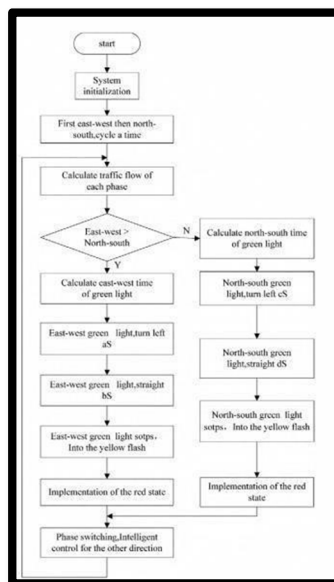 start
System
initialization
First east-west then north-
south,cycle a time
Calculate traffic flow of
each phase
East-west >
North-south
N
Y
Calculate east-west time
of green light
East-west green light,turn left
aS
East-west green light,straight
bS
East-west green light sotps,
Into the yellow flash
Implementation of the red state
Calculate north-south time
of green light
North-south green
light,turn left cS
North-south green
light,straight dS
North-south green light
sotps, Into the yellow flash
Implementation of the red
state
Phase switching,Intelligent
control for the other direction